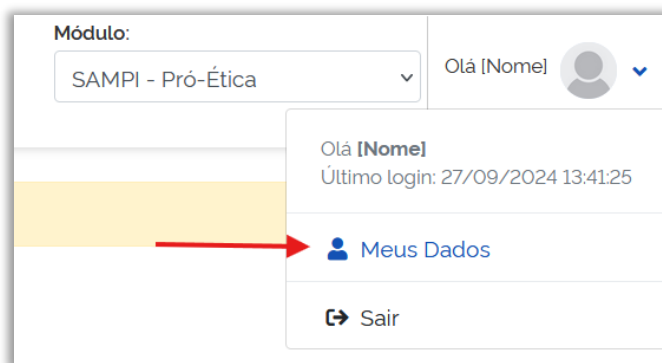 Módulo:
SAMPI - Pró-Ética
Olá [Nome]
Olá [Nome]
Último login: 27/09/2024 13:41:25
Meus Dados
Sair